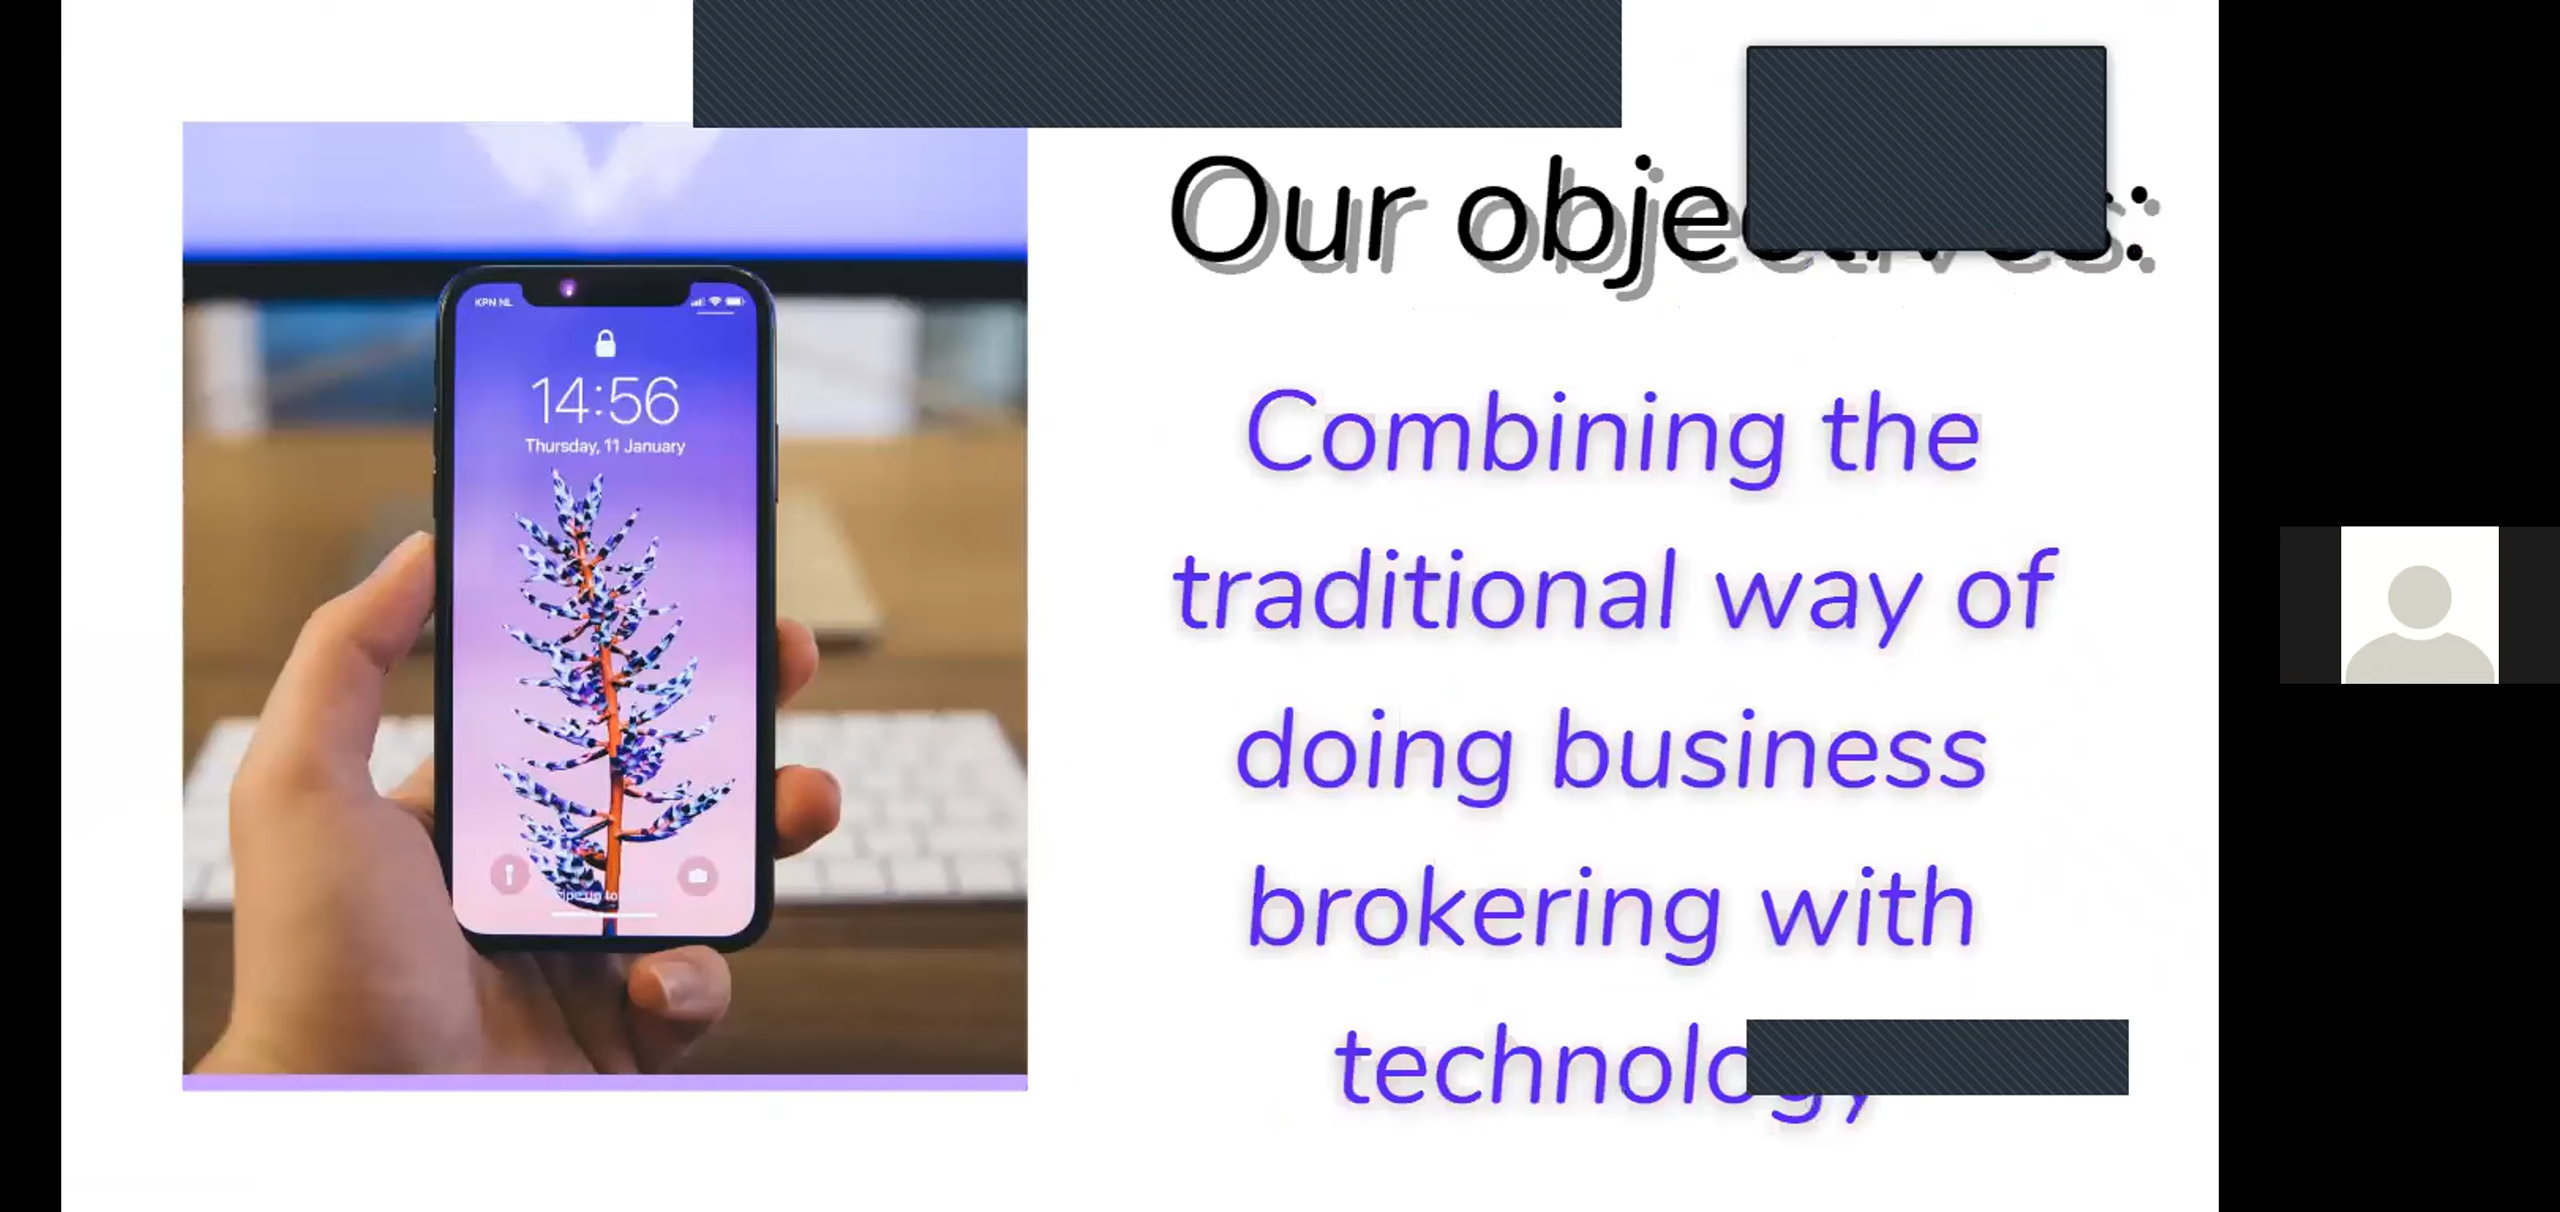 Our objectives:
KPN NL
14:56
Thursday, 11 January
Combining the
traditional way of
doing business
brokering with
technology